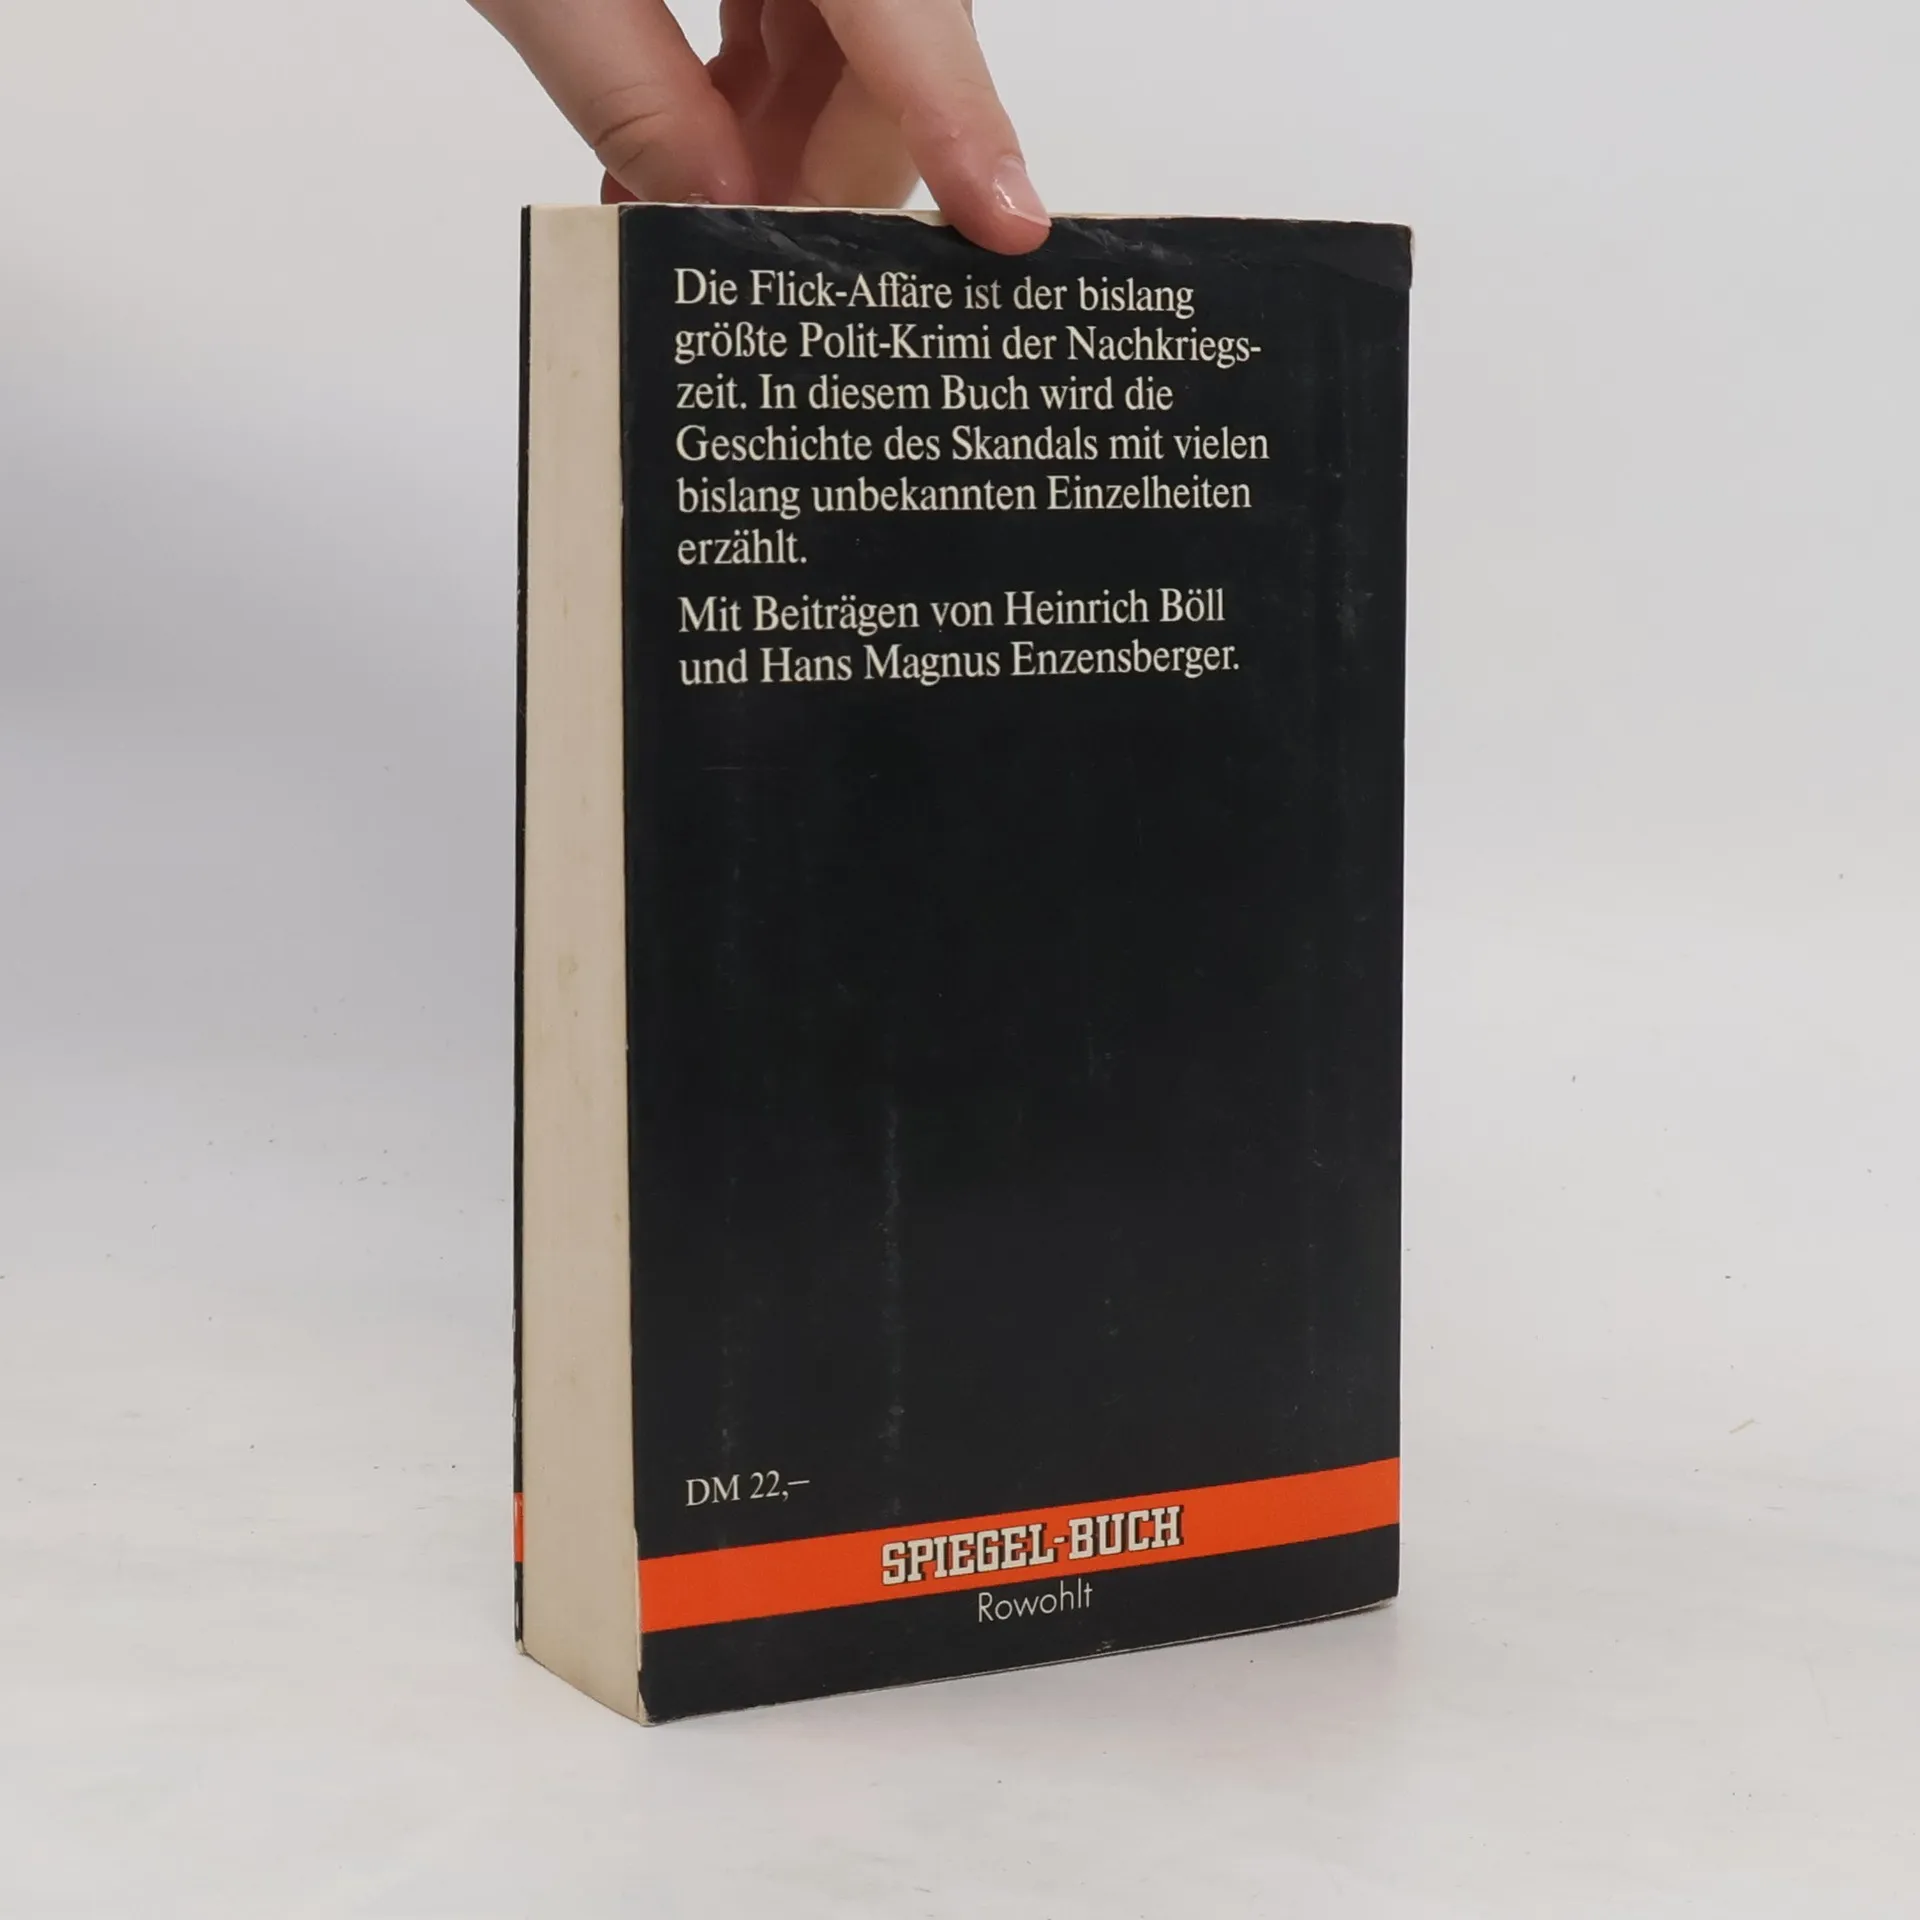 Die Flick-Affäre ist der bislang
größte Polit-Krimi der Nachkriegs-
zeit. In diesem Buch wird die
Geschichte des Skandals mit vielen
bislang unbekannten Einzelheiten
erzählt.
Mit Beiträgen von Heinrich Böll
und Hans Magnus Enzensberger.
DM 22,–
SPIEGEL-BUCH
Rowohlt